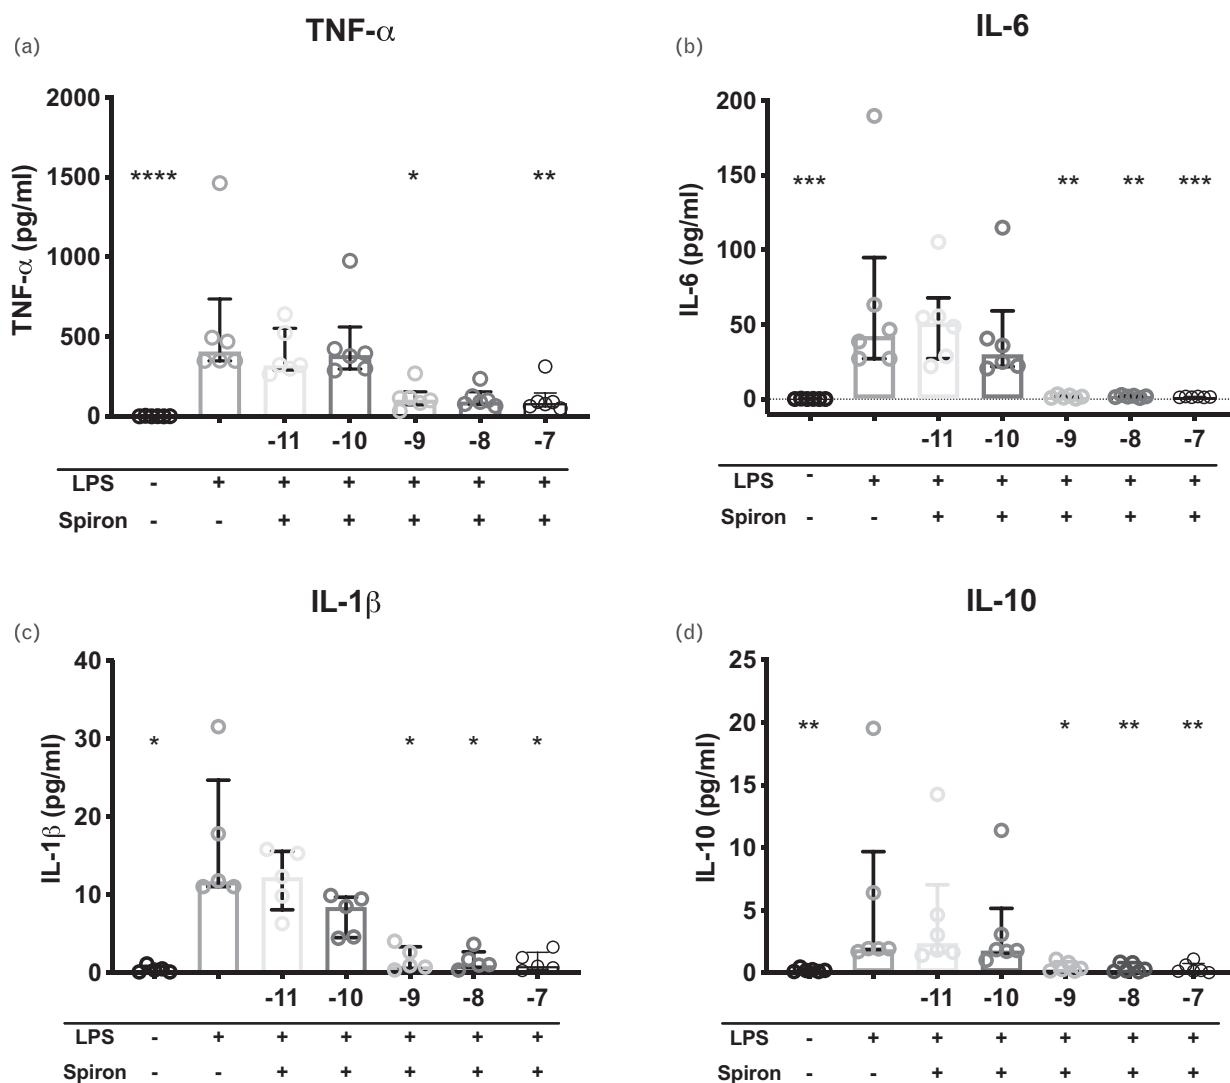 TNF-α
(a)
2000
1500
1000
500
0
TNF-α (pg/ml)
**** * **
-11 -10 -9 -8 -7
LPS - + + + + + +
Spiron - - + + + + +
IL-6
(b)
200
150
100
50
0
IL-6 (pg/ml)
*** ** ** ***
-11 -10 -9 -8 -7
LPS - + + + + + +
Spiron - - + + + + +
IL-1β
(c)
40
30
20
10
0
IL-1β (pg/ml)
* * * *
-11 -10 -9 -8 -7
LPS - + + + + + +
Spiron - - + + + + +
IL-10
(d)
25
20
15
10
5
0
IL-10 (pg/ml)
** * ** **
-11 -10 -9 -8 -7
LPS - + + + + + +
Spiron - - + + + + +